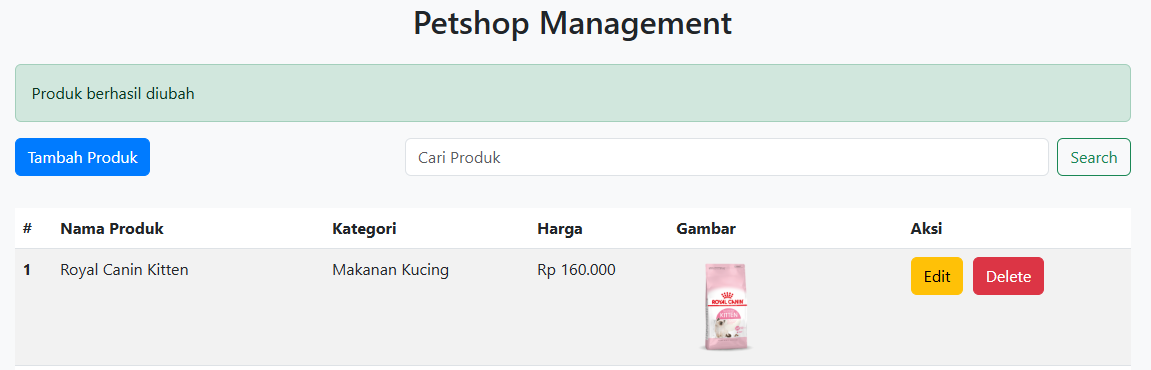 Petshop Management
Produk berhasil diubah
Tambah Produk Cari Produk Search
# Nama Produk Kategori Harga Gambar Aksi
1 Royal Canin Kitten Makanan Kucing Rp 160.000 Edit Delete
ROYAL CANIN
KITTEN